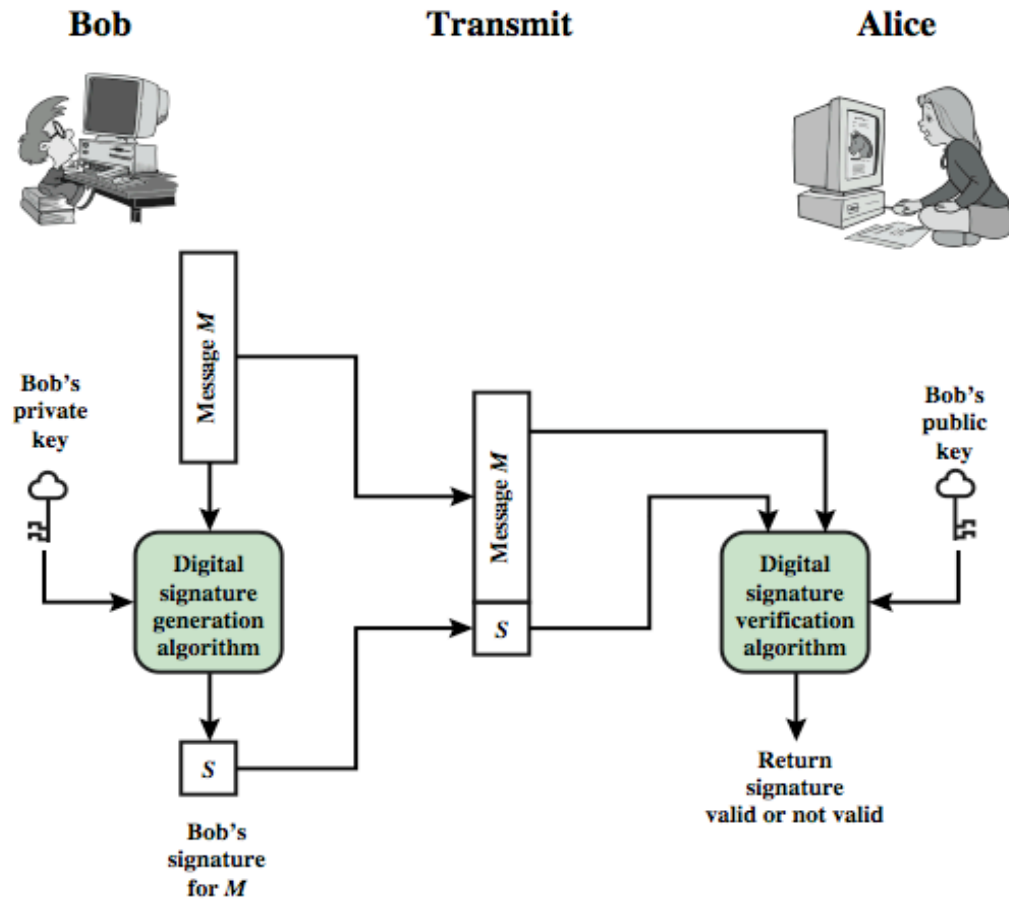 Bob
Transmit
Alice
Message M
Bob's
private
key
Message M
Bob's
public
key
Digital
signature
generation
algorithm
S
Digital
signature
verification
algorithm
S
Bob's
signature
for M
Return
signature
valid or not valid